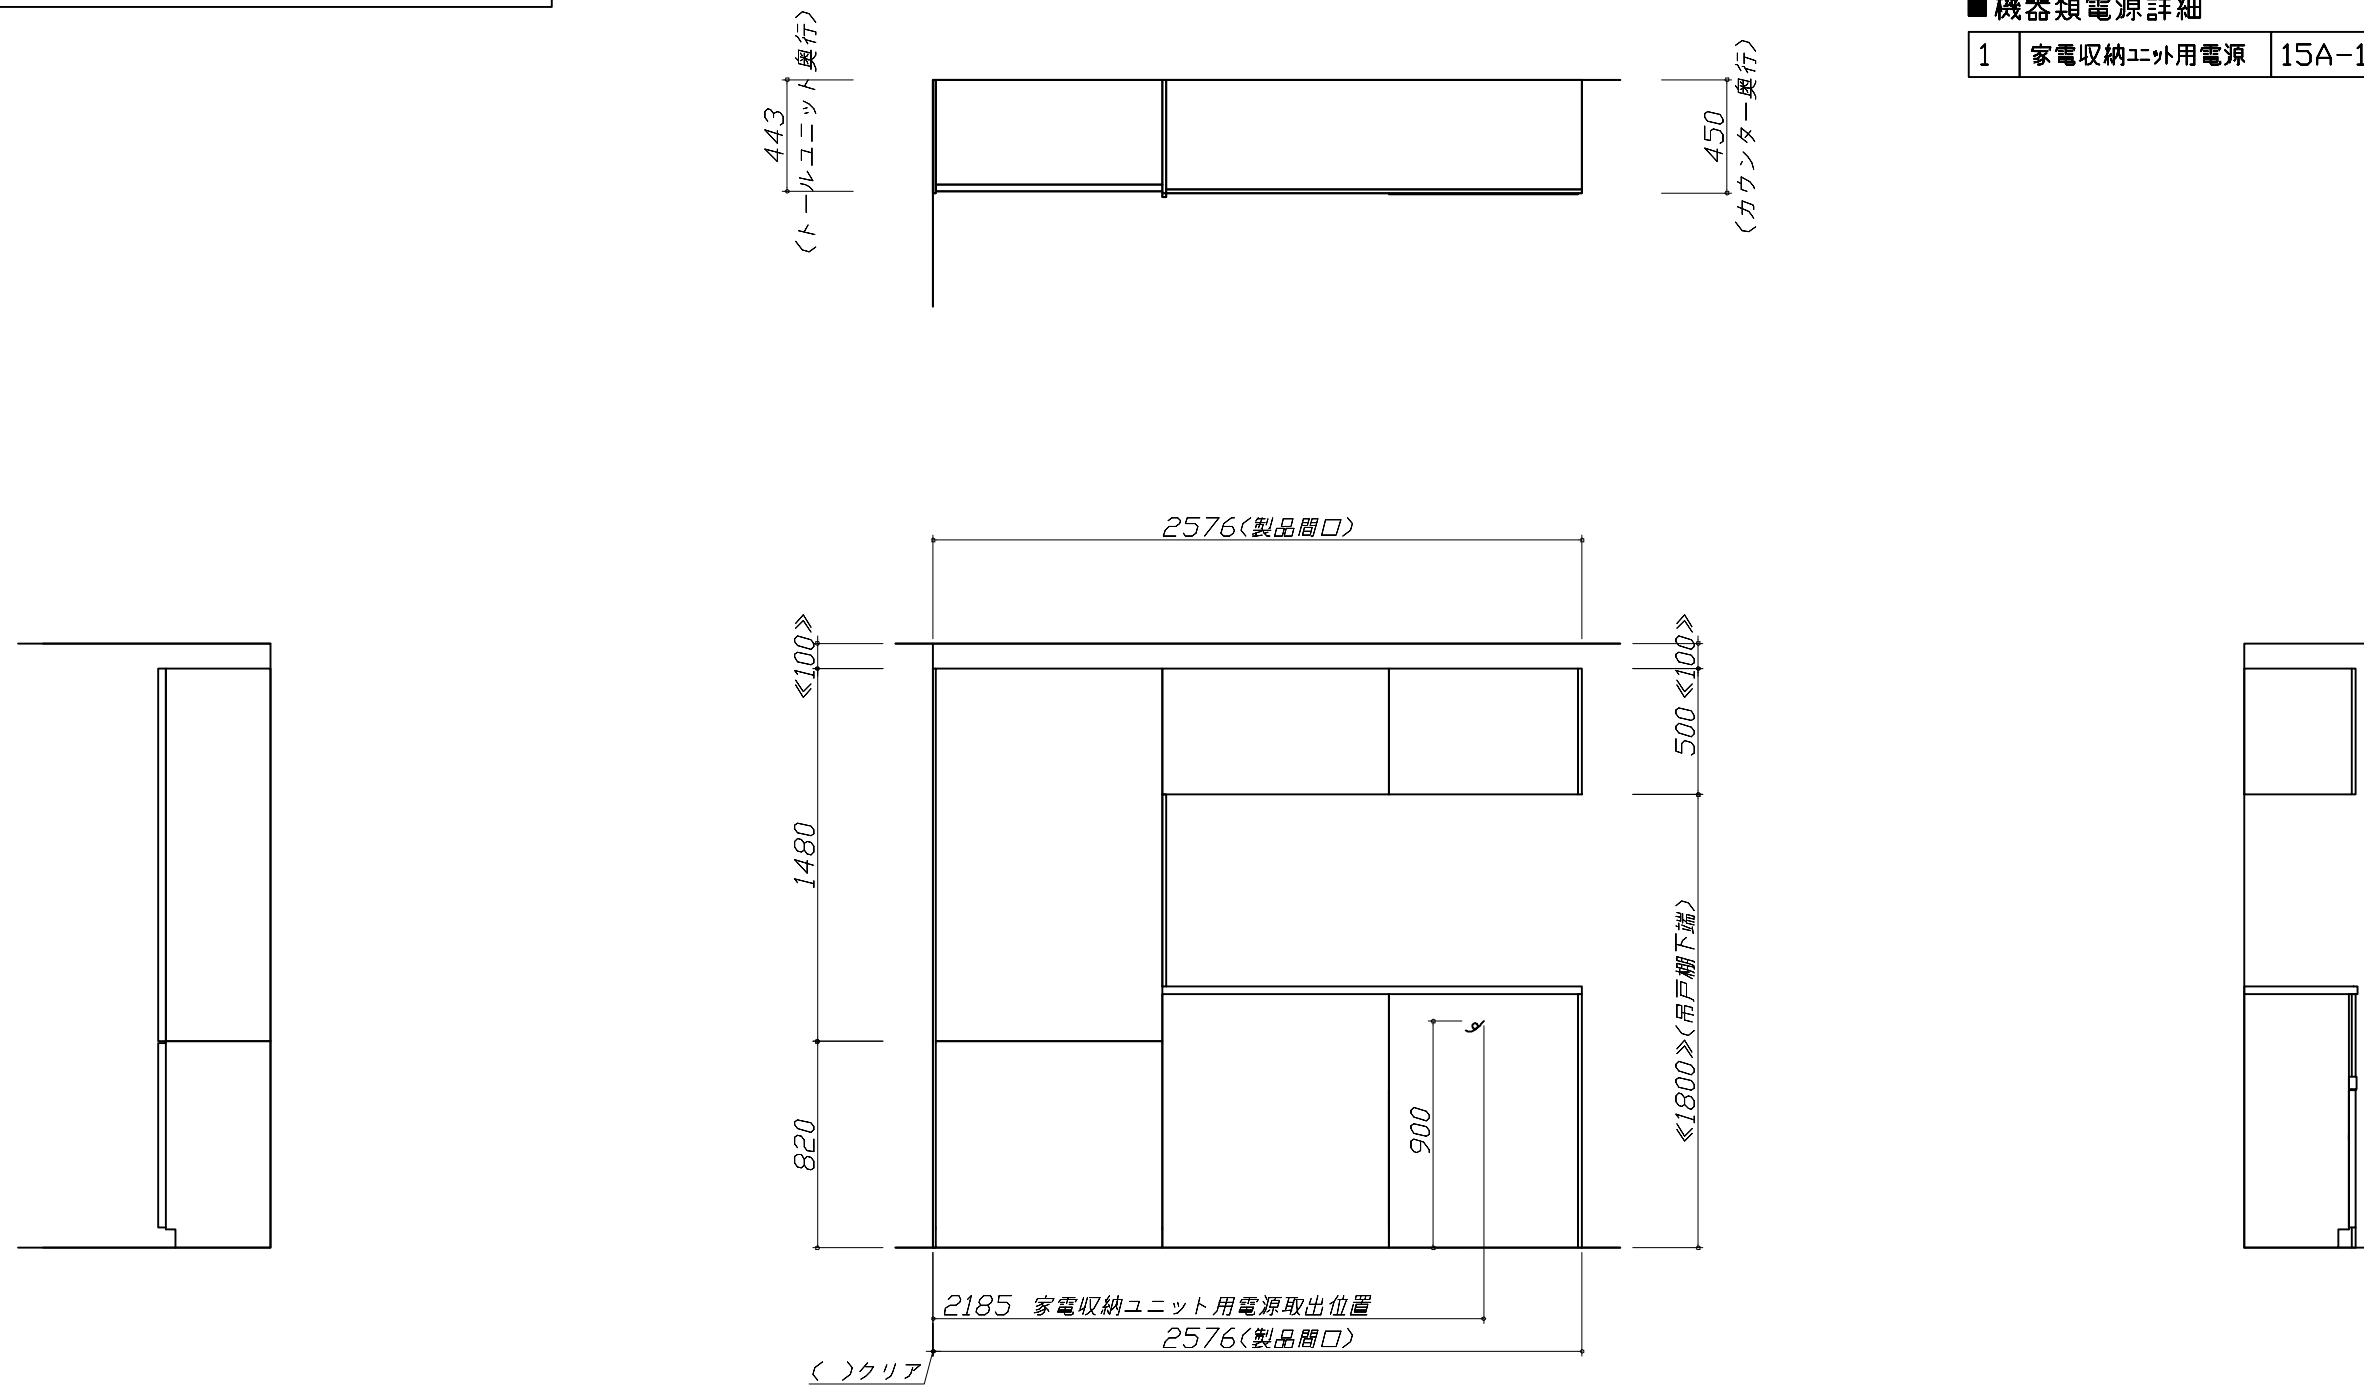 ■機器類電源詳細
1 家電収納ユニット用電源 15A-1
443
(トールユニット奥行)
450
(カウンター奥行)
2576(製品間口)
≪100≫
1480
820
≪100≫
500
≪1800≫(吊戸棚下端)
900
2185 家電収納ユニット用電源取出位置
2576(製品間口)
( )クリア